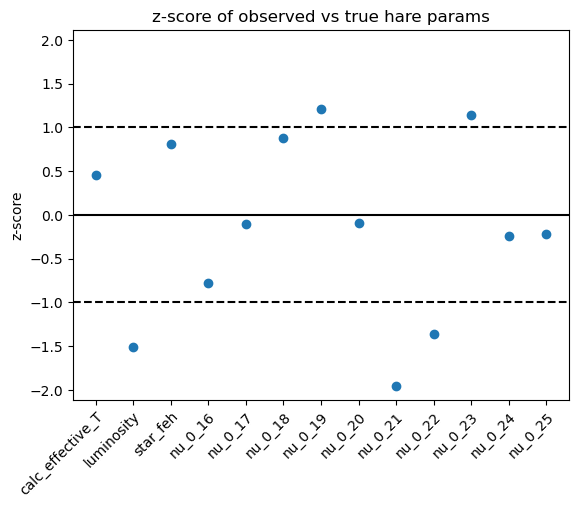 z-score of observed vs true hare params
z-score
2.0
1.5
1.0
0.5
0.0
−0.5
−1.0
−1.5
−2.0
calc_effective_T
luminosity
star_feh
nu_0_16
nu_0_17
nu_0_18
nu_0_19
nu_0_20
nu_0_21
nu_0_22
nu_0_23
nu_0_24
nu_0_25